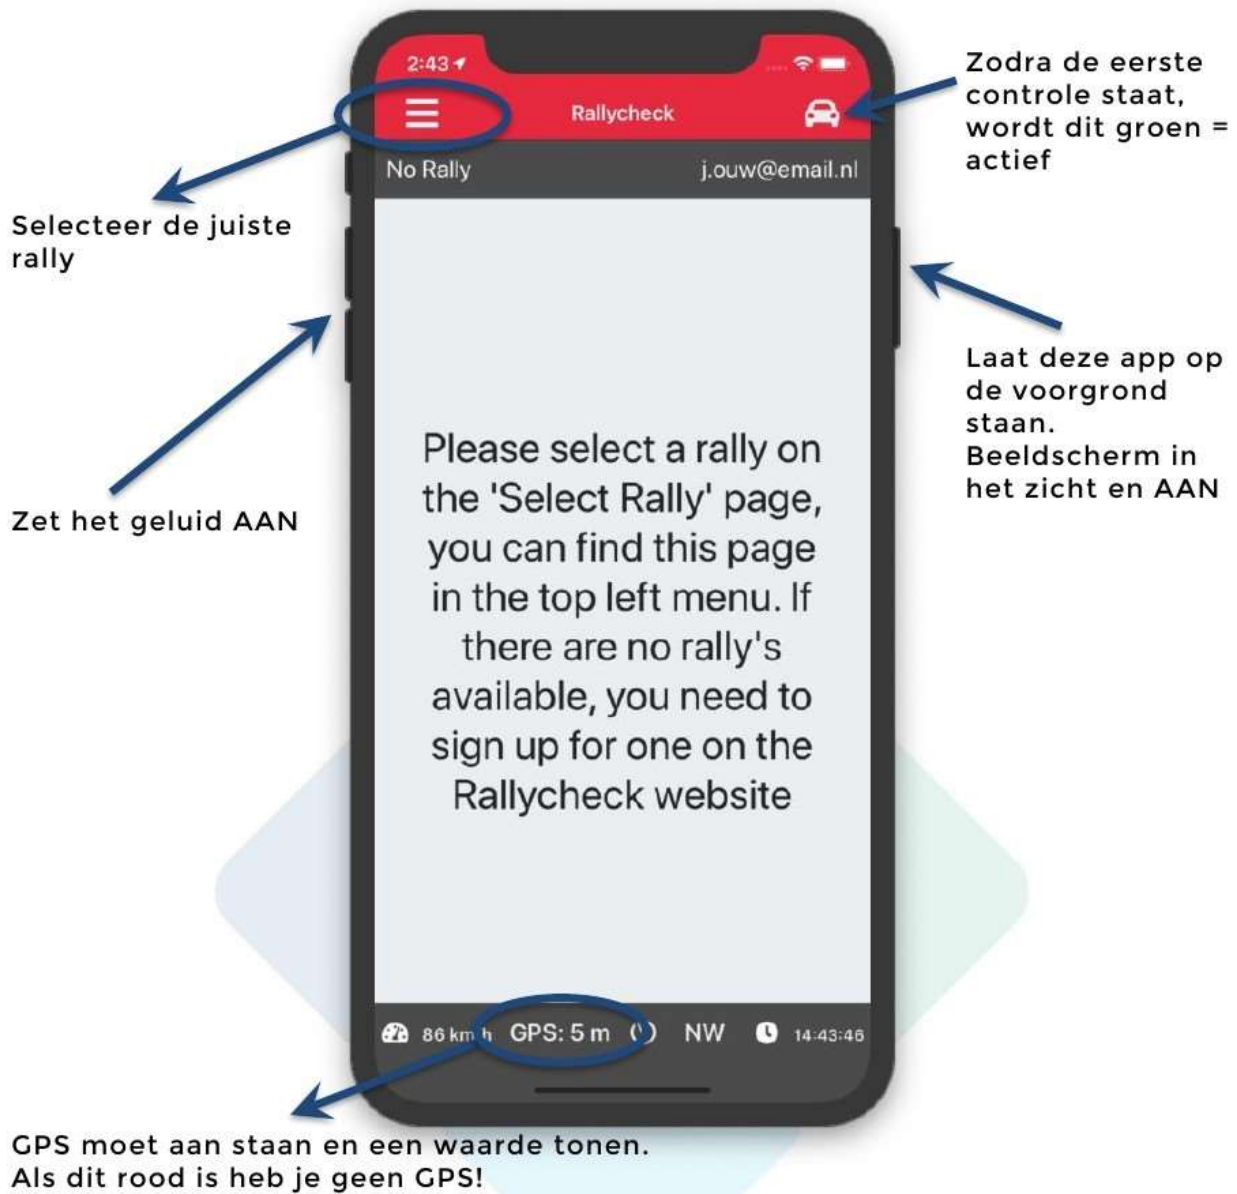 2:43
Rallycheck
No Rally
j.ouw@email.nl
Zodra de eerste
controle staat,
wordt dit groen =
actief
Selecteer de juiste
rally
Zet het geluid AAN
Laat deze app op
de voorgrond
staan.
Beeldscherm in
het zicht en AAN
Please select a rally on
the 'Select Rally' page,
you can find this page
in the top left menu. If
there are no rally's
available, you need to
sign up for one on the
Rallycheck website
86 km/h GPS: 5 m NW 14:43:46
GPS moet aan staan en een waarde tonen.
Als dit rood is heb je geen GPS!